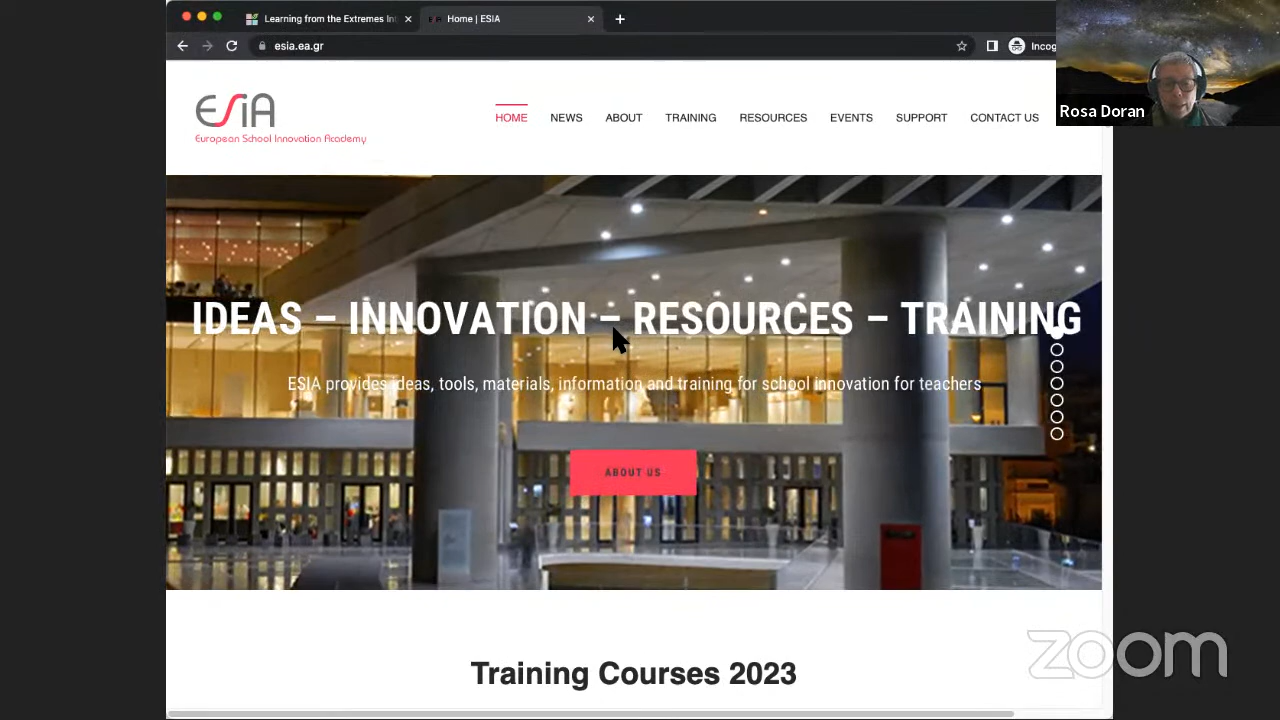 Learning from the Extremes Int
Home | ESIA
esia.ea.gr
Incog
Rosa Doran
ESiA
European School Innovation Academy
HOME NEWS ABOUT TRAINING RESOURCES EVENTS SUPPORT CONTACT US
IDEAS – INNOVATION – RESOURCES – TRAINING
ESIA provides ideas, tools, materials, information and training for school innovation for teachers
ABOUT US
Training Courses 2023
zoom